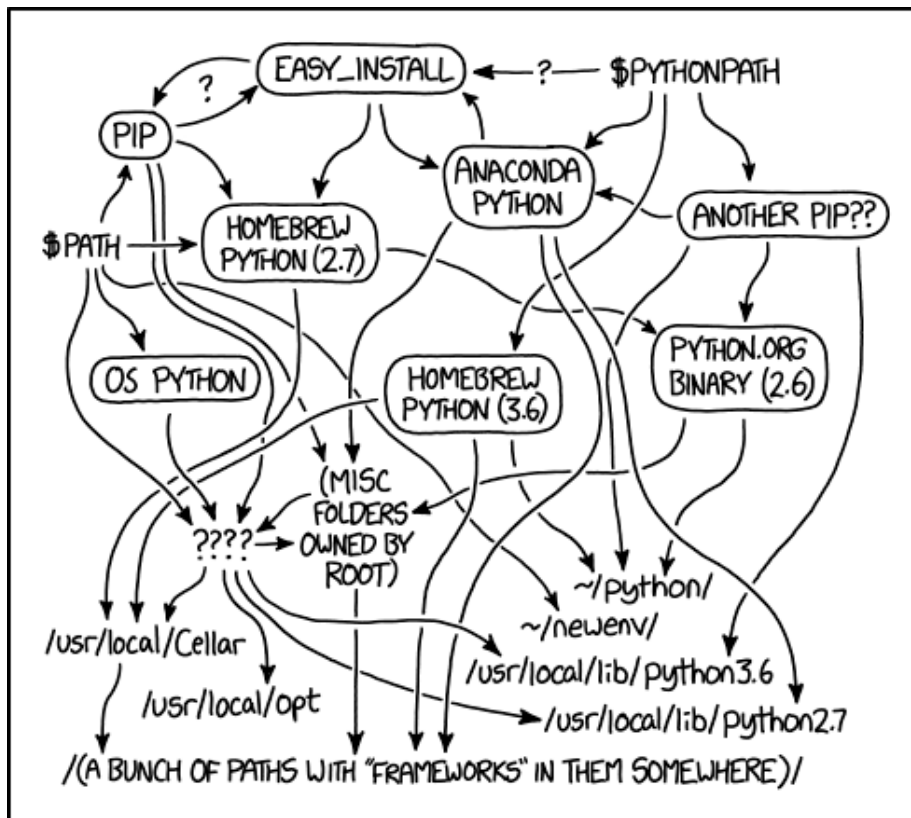 EASY_INSTALL
?
$PYTHONPATH
?
PIP
ANACONDA
PYTHON
ANOTHER PIP??
HOMEBREW
PYTHON (2.7)
$PATH
OS PYTHON
HOMEBREW
PYTHON (3.6)
PYTHON.ORG
BINARY (2.6)
(MISC
FOLDERS
OWNED BY
ROOT)
????
~/python/
~/newenv/
/usr/local/Cellar
/usr/local/lib/python3.6
/usr/local/opt
/usr/local/lib/python2.7
/(A BUNCH OF PATHS WITH "FRAMEWORKS" IN THEM SOMEWHERE)/